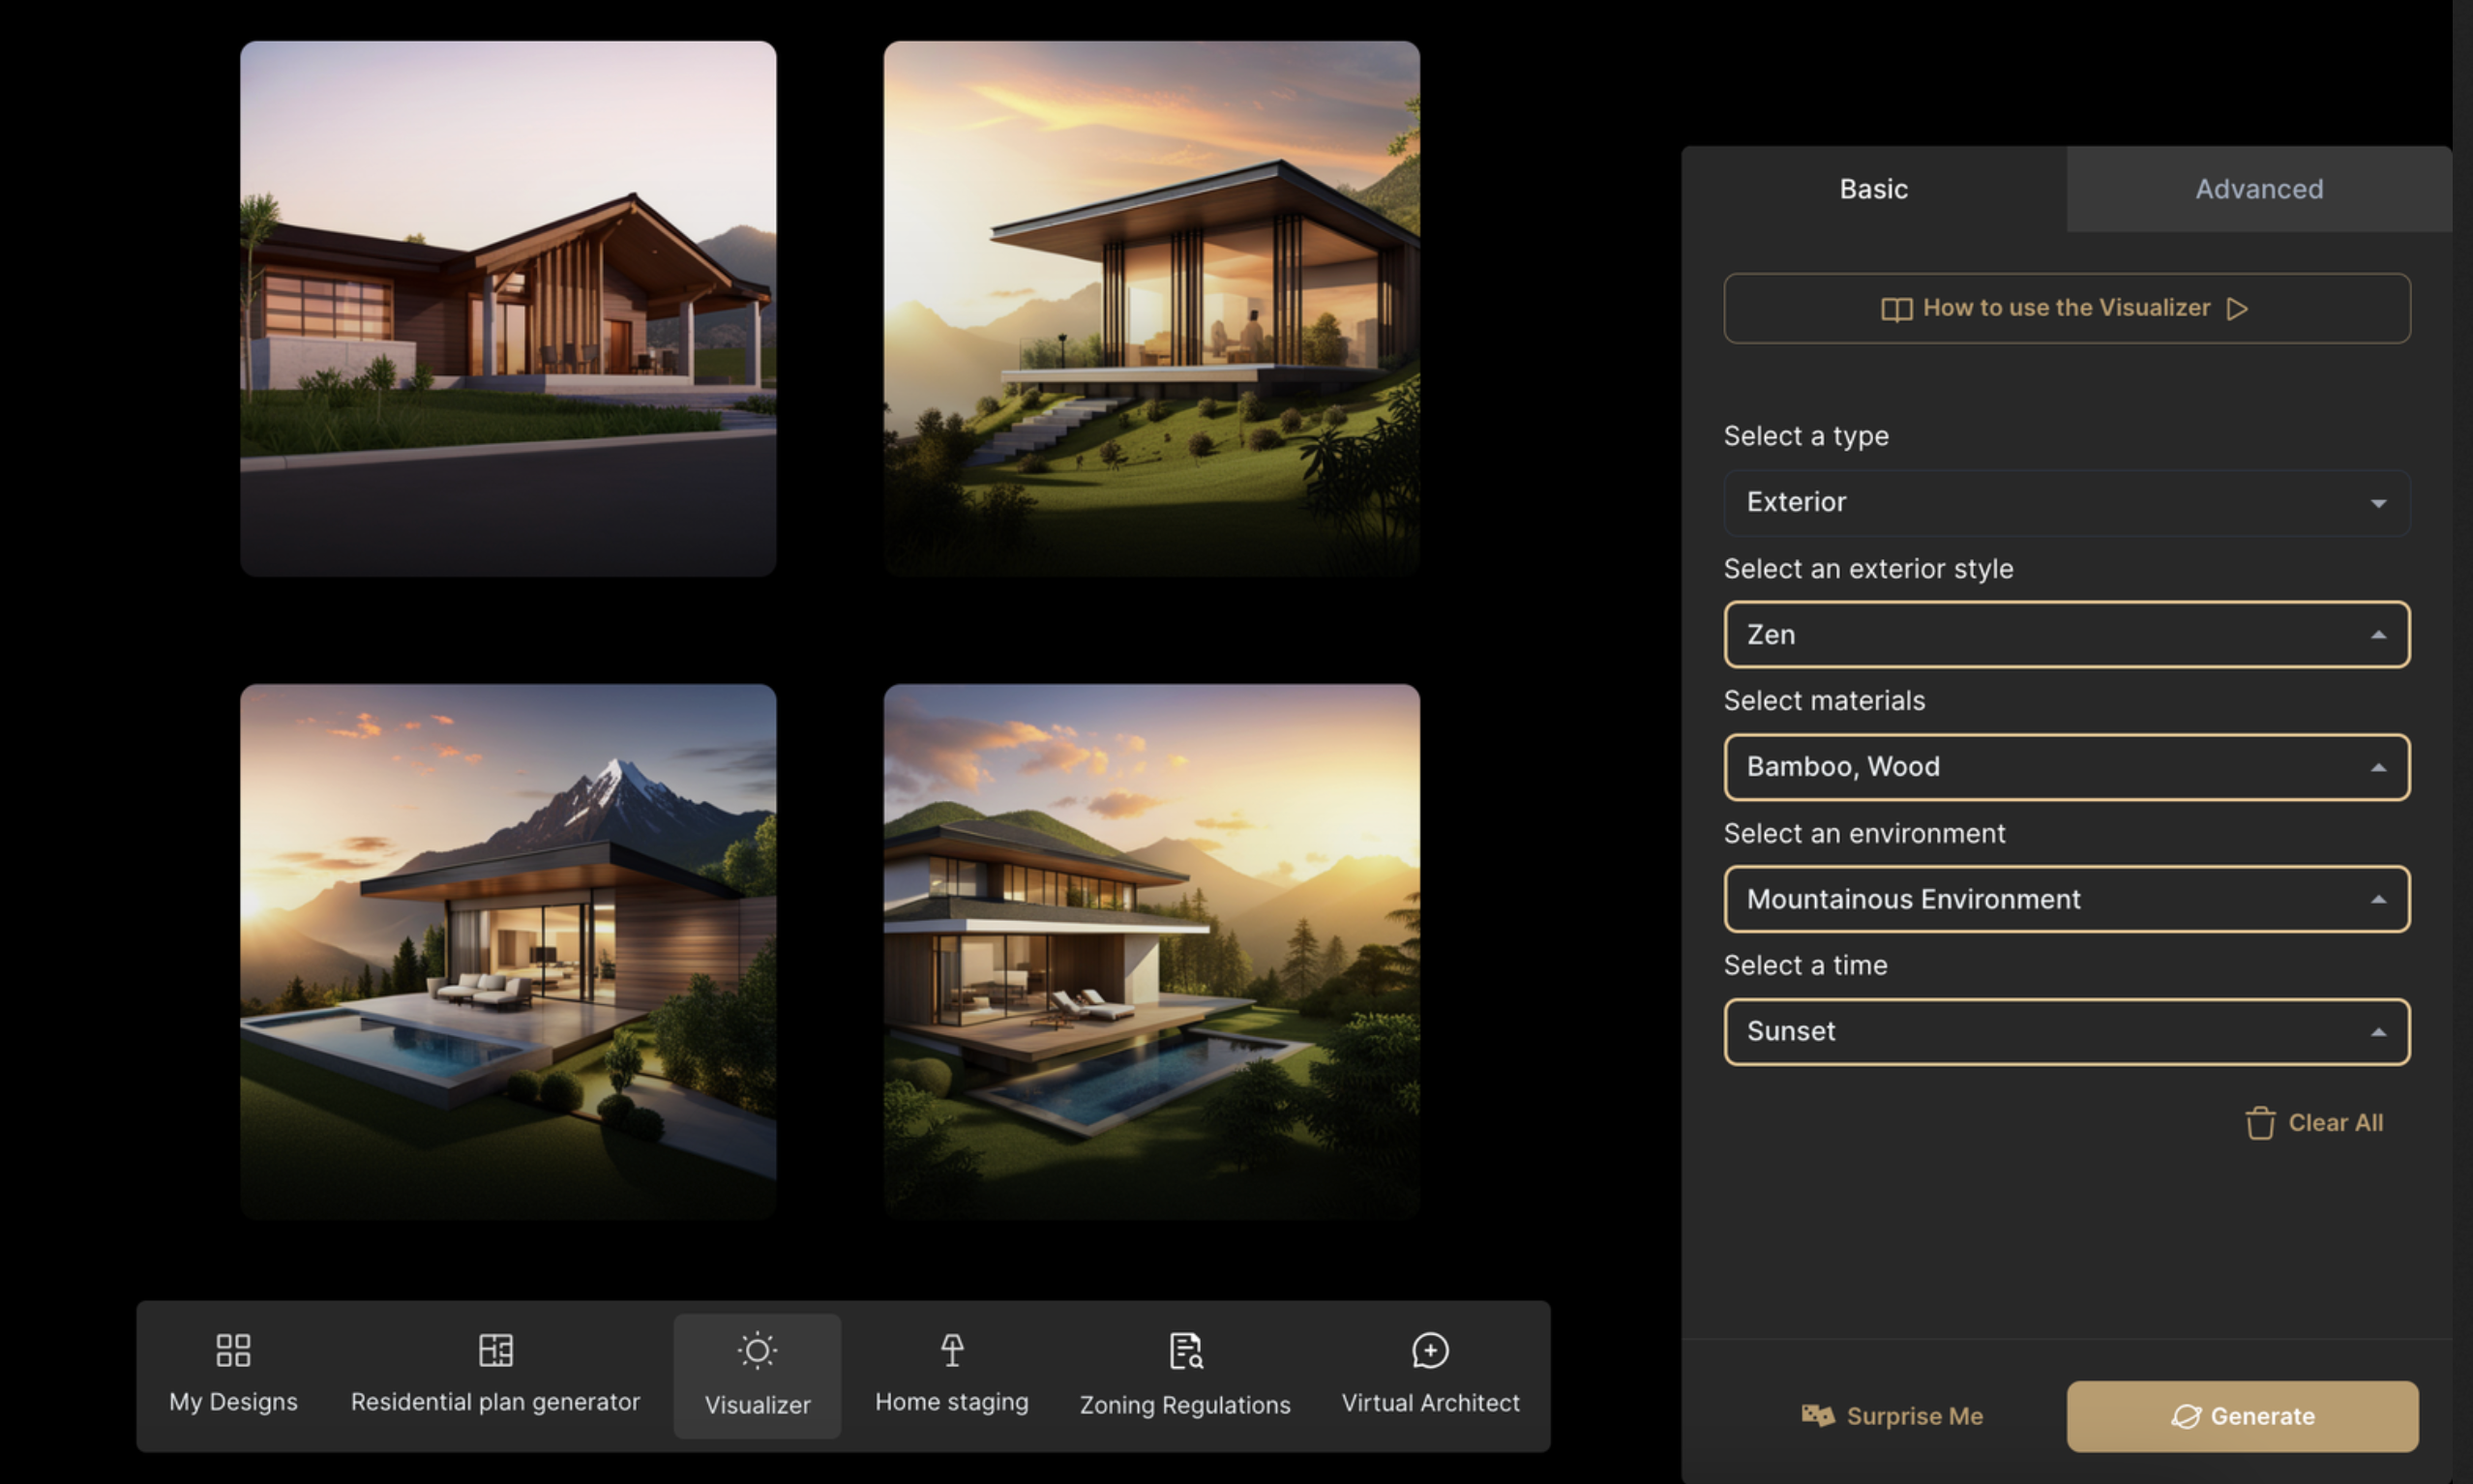 Basic
Advanced
How to use the Visualizer
Select a type
Exterior
Select an exterior style
Zen
Select materials
Bamboo, Wood
Select an environment
Mountainous Environment
Select a time
Sunset
Clear All
My Designs
Residential plan generator
Visualizer
Home staging
Zoning Regulations
Virtual Architect
Surprise Me
Generate